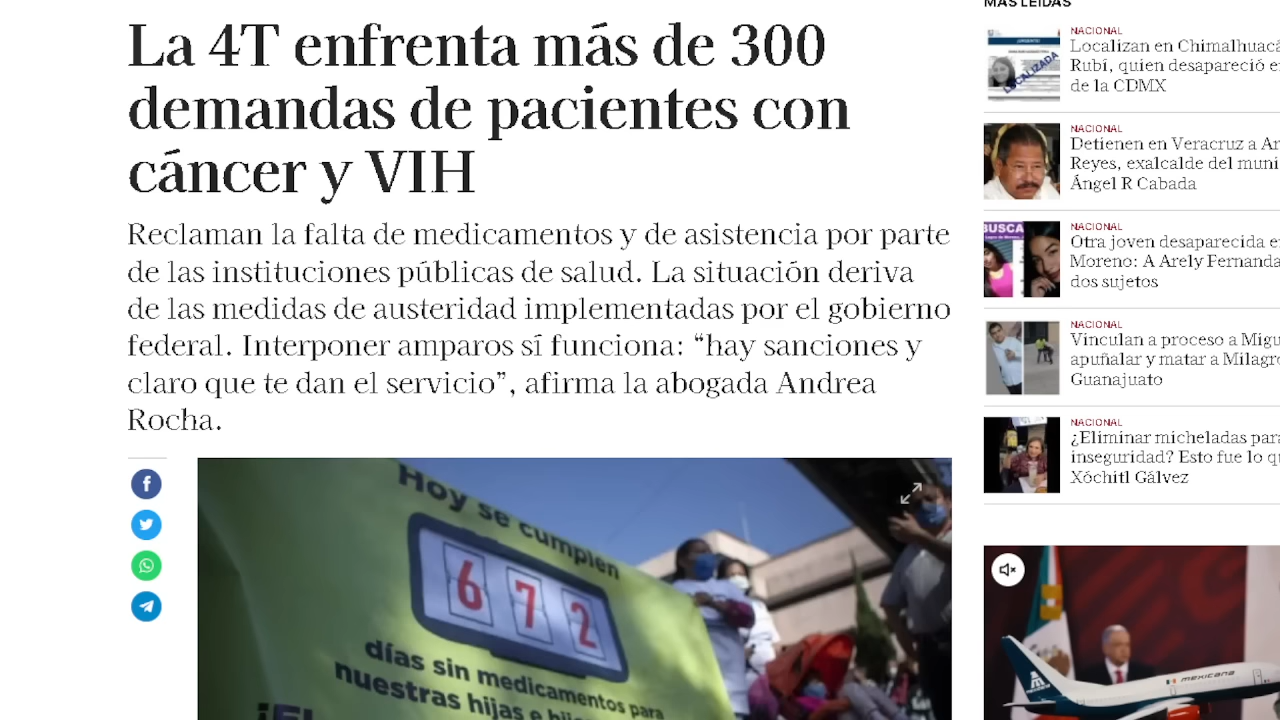 La 4T enfrenta más de 300
demandas de pacientes con
cáncer y VIH
Reclaman la falta de medicamentos y de asistencia por parte
de las instituciones públicas de salud. La situación deriva
de las medidas de austeridad implementadas por el gobierno
federal. Interponer amparos sí funciona: “hay sanciones y
claro que te dan el servicio”, afirma la abogada Andrea
Rocha.
Hoy se cumplen
672
días sin medicamentos para
nuestras hijas e
MÁS LEÍDAS
NACIONAL
LOCALIZADA
Localizan en
Rubí, quien desapareció
de la CDMX
NACIONAL
Detienen en Veracruz a
Reyes, exalcalde del
Ángel R Cabada
NACIONAL
BUSCA
Otra joven desaparecida
Moreno: A Arely Fernanda
dos sujetos
NACIONAL
Vinculan a proceso a
apuñalar y matar a
Guanajuato
NACIONAL
¿Eliminar micheladas
inseguridad? Esto fue lo
Xóchitl Gálvez
mexicana